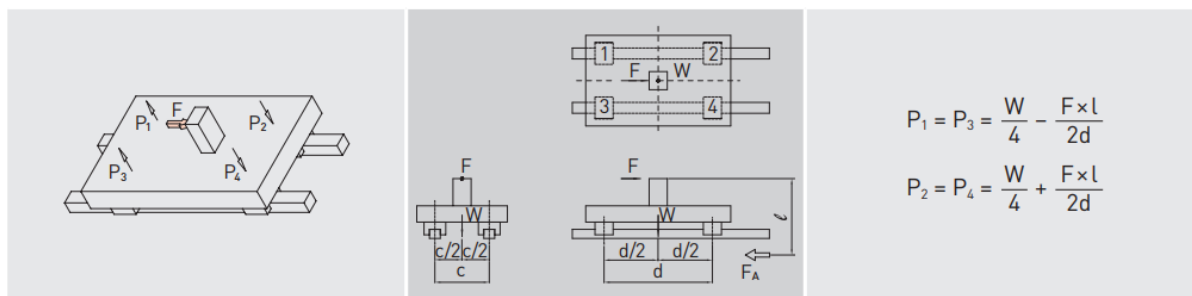 F
P₁
P₂
P₃
P₄
1
2
F
W
3
4
F
W
c/2
c/2
c
F
W
ℓ
d/2
d/2
d
F_A
P₁ = P₃ = W/4 − F×l/2d
P₂ = P₄ = W/4 + F×l/2d